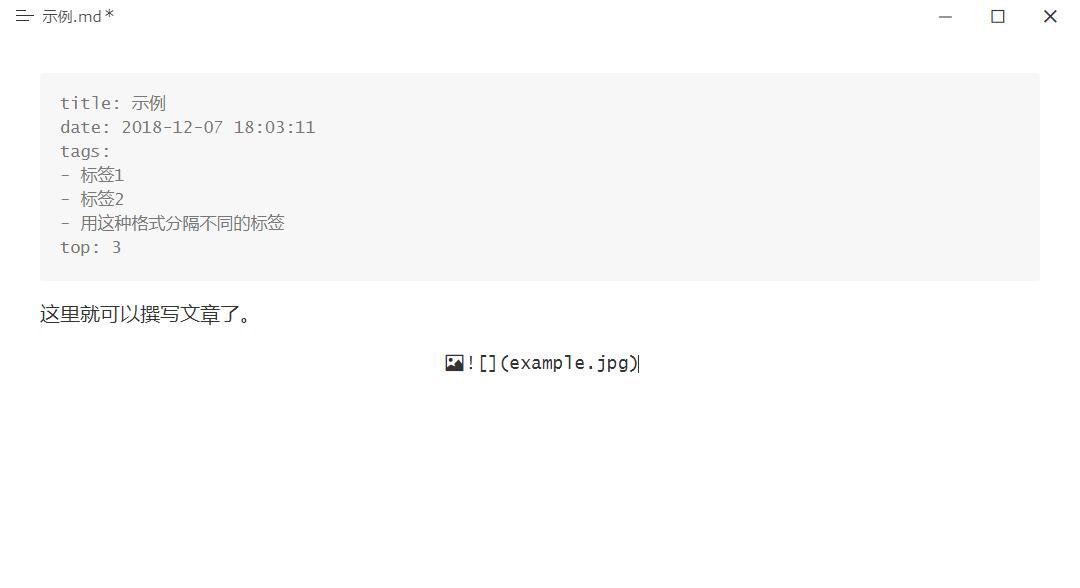 示例.md*
title: 示例
date: 2018-12-07 18:03:11
tags:
- 标签1
- 标签2
- 用这种格式分隔不同的标签
top: 3
这里就可以撰写文章了。
![](example.jpg)